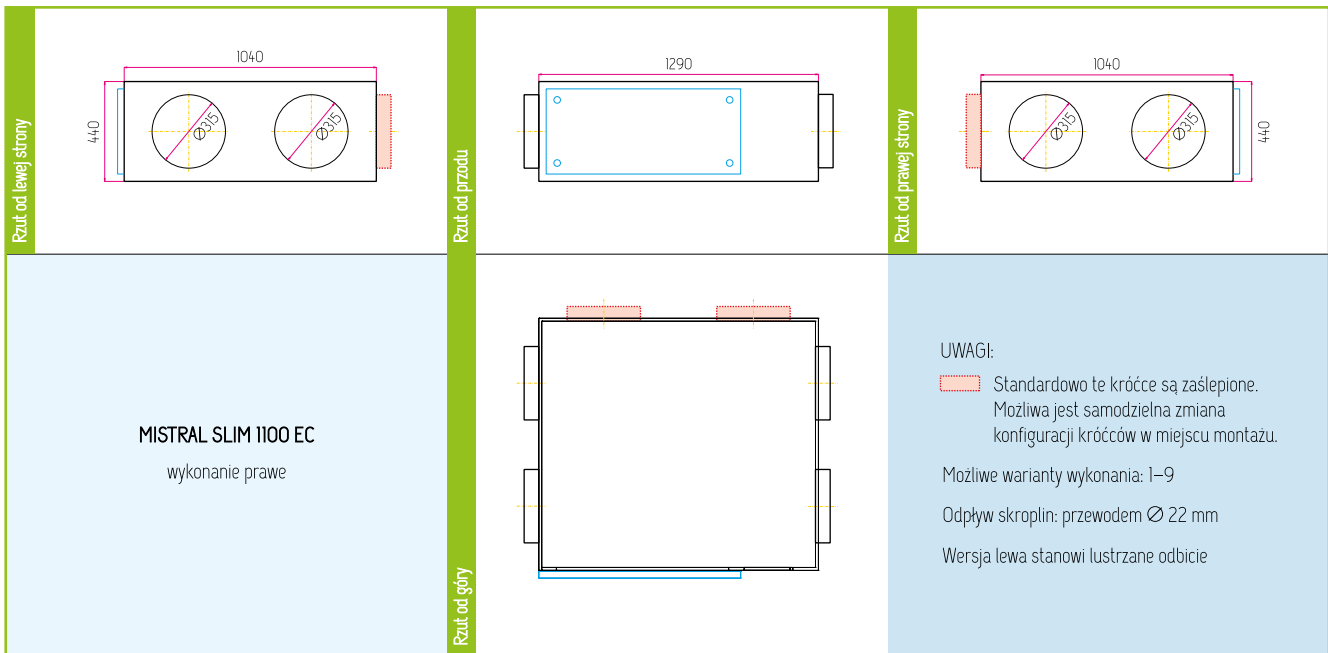 Rzut od lewej strony
1040
440
Ø315
Ø315
Rzut od przodu
1290
Rzut od prawej strony
1040
440
Ø315
Ø315
MISTRAL SLIM 1100 EC
wykonanie prawe
Rzut od góry
UWAGI:
Standardowo te króćce są zaślepione.
Możliwa jest samodzielna zmiana
konfiguracji króćców w miejscu montażu.
Możliwe warianty wykonania: 1–9
Odpływ skroplin: przewodem Ø 22 mm
Wersja lewa stanowi lustrzane odbicie